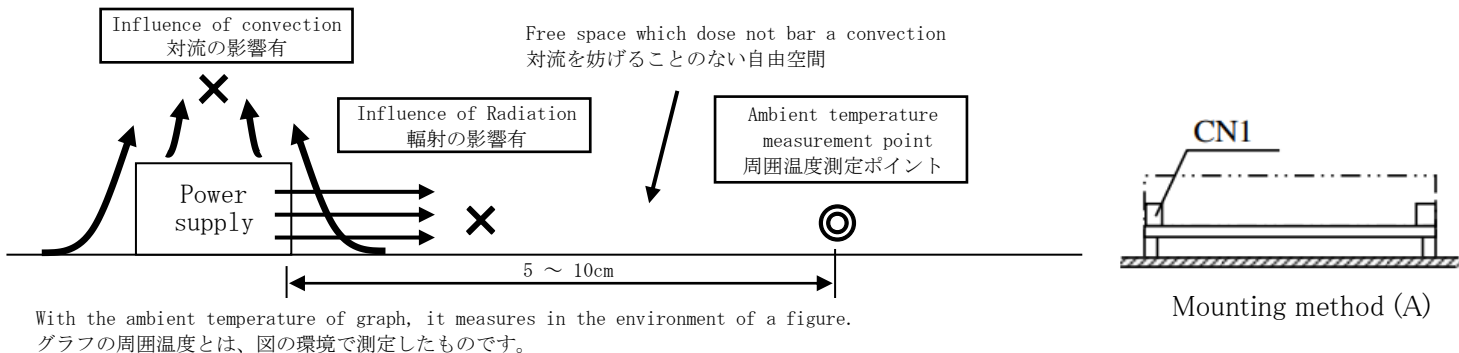 Influence of convection
対流の影響有
Free space which dose not bar a convection
対流を妨げることのない自由空間
Influence of Radiation
輻射の影響有
Ambient temperature
measurement point
周囲温度測定ポイント
Power
supply
5 ～ 10cm
With the ambient temperature of graph, it measures in the environment of a figure.
グラフの周囲温度とは、図の環境で測定したものです。
CN1
Mounting method (A)